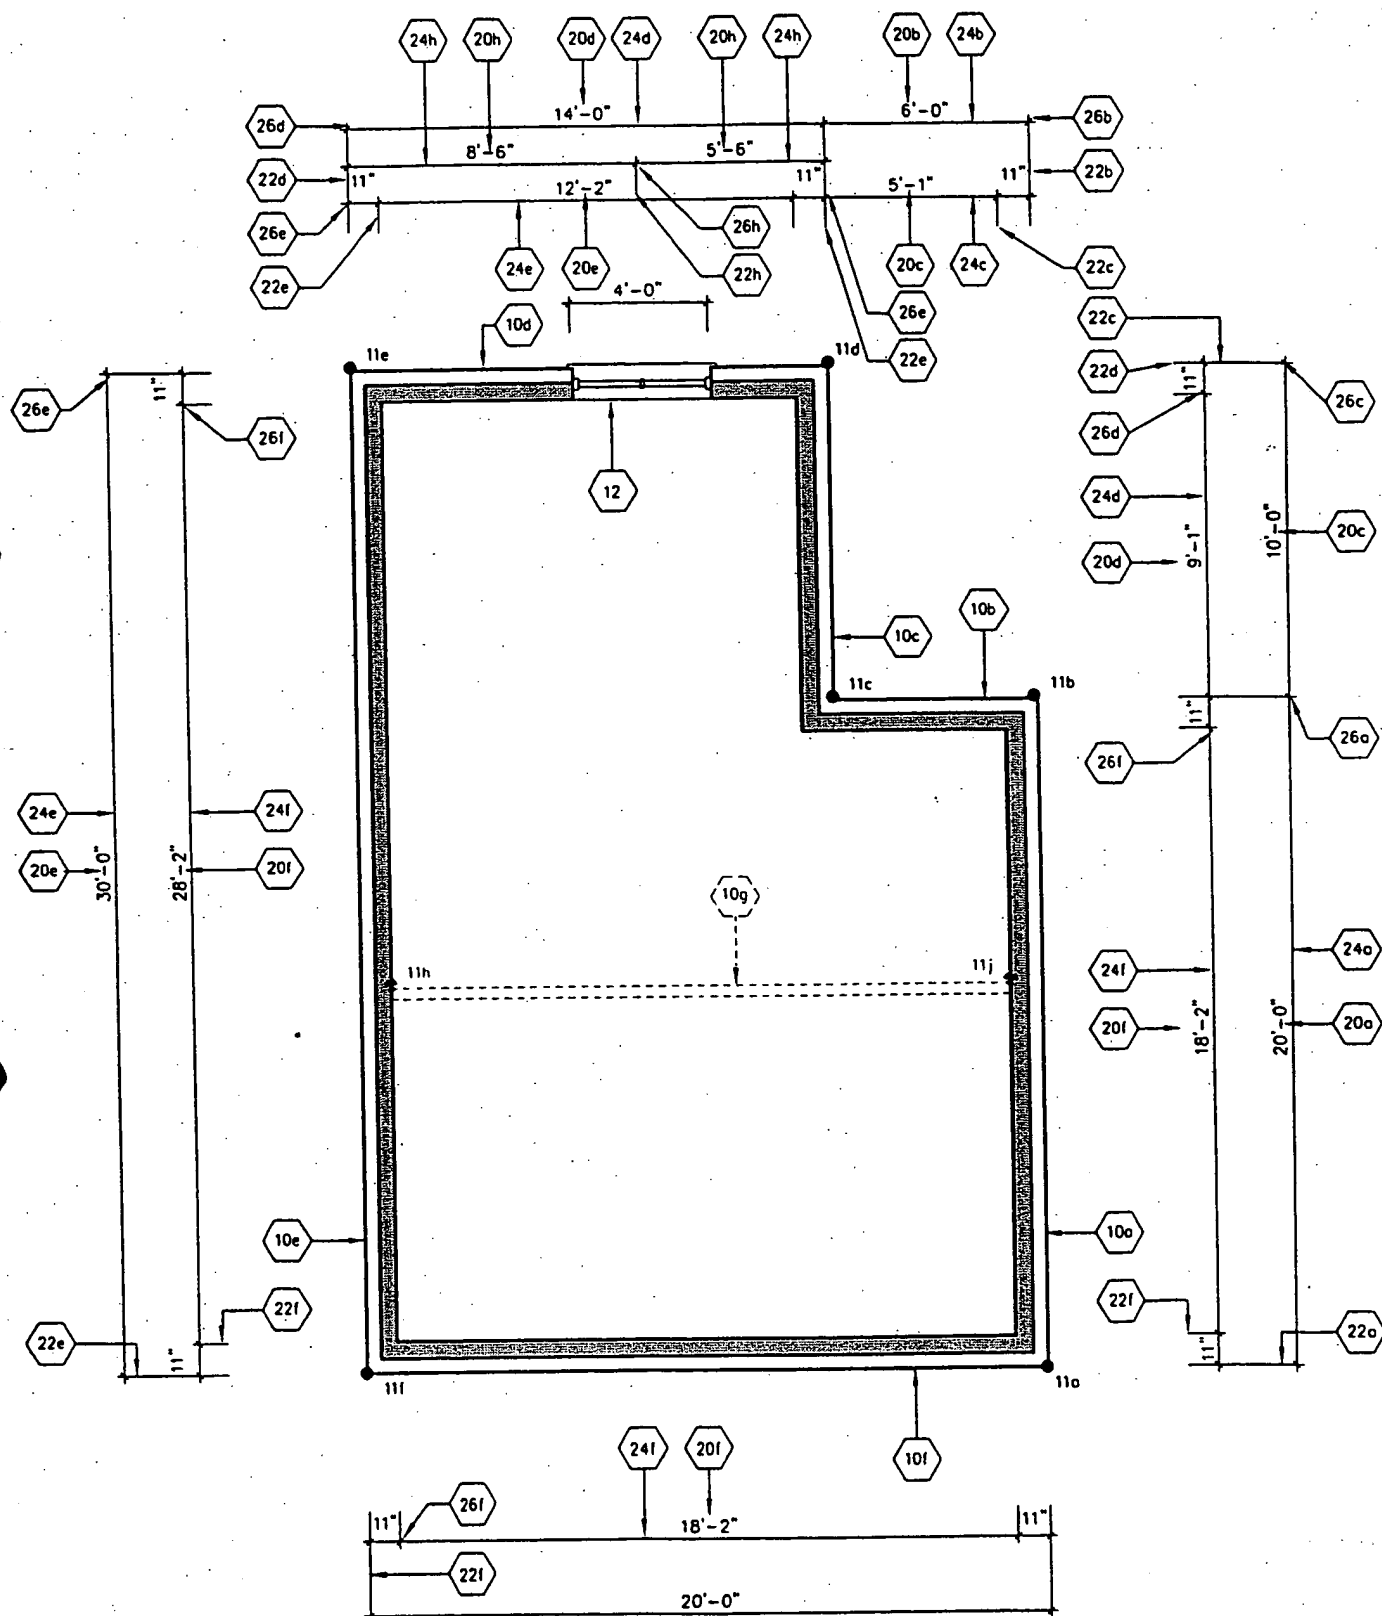 24h 20h 20d 24d 20h 24h 20b 24b
14'-0" 6'-0"
26d 26b
8'-6" 5'-6"
22d 11" 11" 11" 22b
12'-2" 5'-1"
26e 26h
24e 20e 22h 20c 24c 22c
22e
4'-0" 26e
10d 22c
11e 11d 22e 22d 11"
26e 11" 26c
26f 26d
12 24d
10'-0" 20c
20d 9'-1"
10b
10c
11c 11b
11"
26a
26f
24e 24f
20e 30'-0" 28'-2" 20f
10g
24a
11h 11j 24f
20f 18'-2" 20'-0" 20a
10e 10a
22f 22f
22e 11" 11" 22a
11f 11a
24f 20f 10f
26f
11" 18'-2" 11"
22f
20'-0"